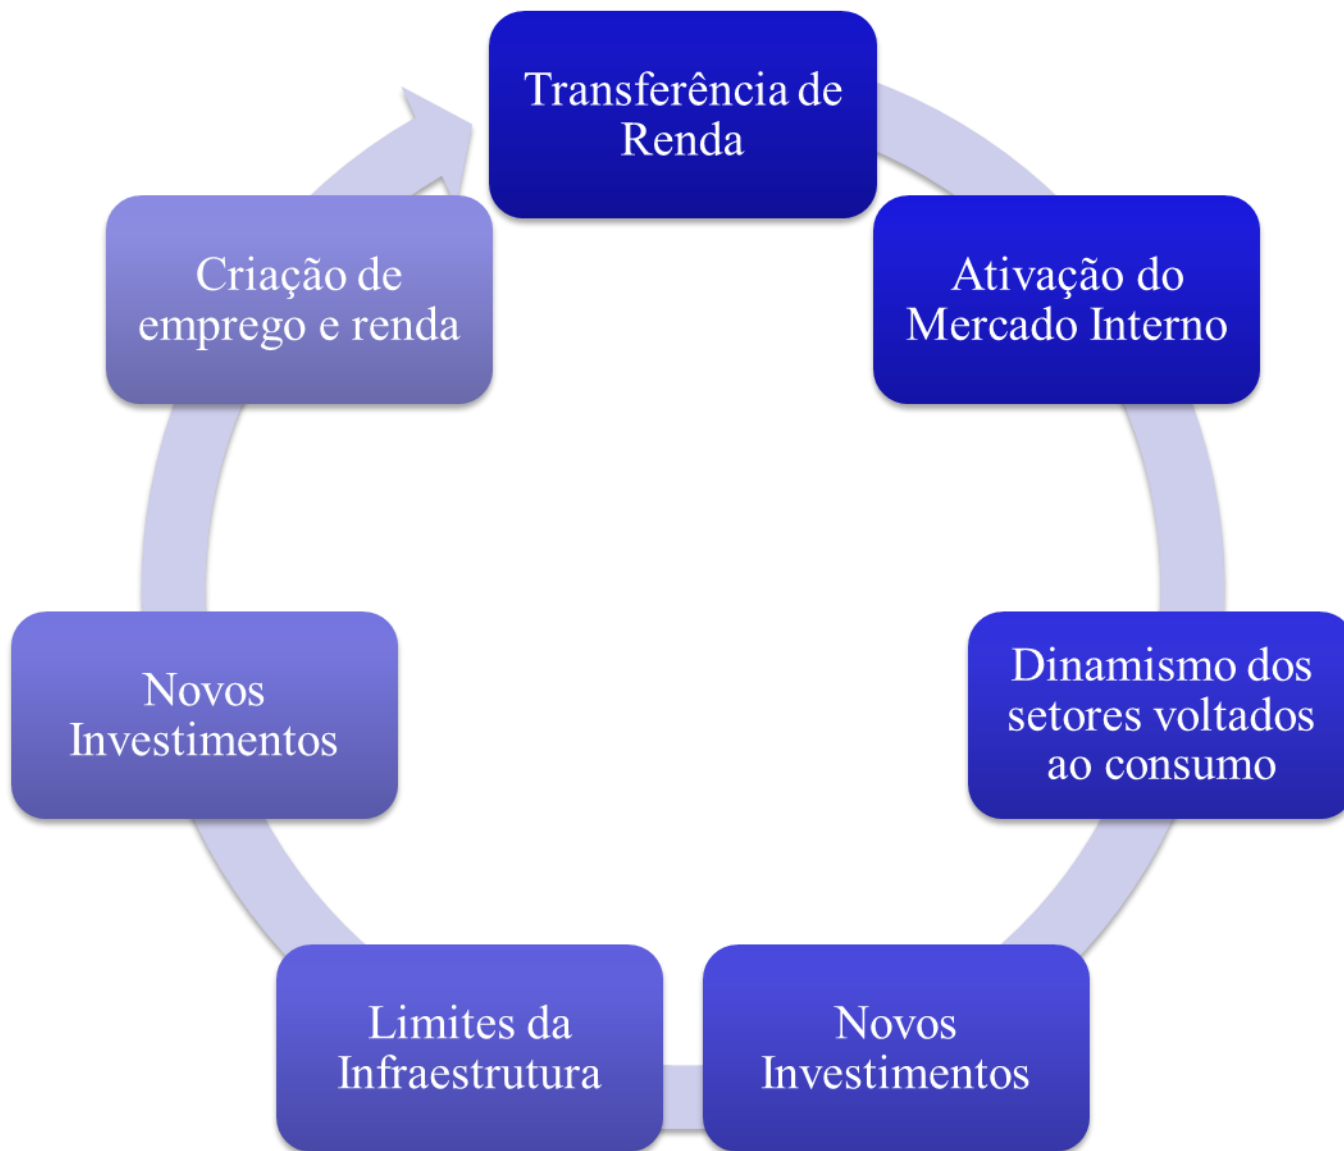 Transferência de
Renda
Ativação do
Mercado Interno
Dinamismo dos
setores voltados
ao consumo
Novos
Investimentos
Limites da
Infraestrutura
Novos
Investimentos
Criação de
emprego e renda